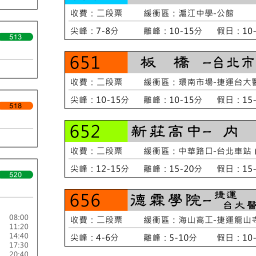 收費：二段票 緩衝區：滬江中學-公館
尖峰：7-8分 離峰：10-15分 假日：10-
513
651 板 橋 -台北市
收費：二段票 緩衝區：環南市場-捷運台大醫
尖峰：10-15分 離峰：10-15分 假日：10-
518
652 新莊高中- 內
收費：二段票 緩衝區：中華路口-台北車站
尖峰：12-15分 離峰：15-20分 假日：15-
520
656 德霖學院- 捷運
台大醫
收費：二段票 緩衝區：海山高工-捷運龍山寺
尖峰：4-6分 離峰：5-10分 假日：10-
08:00
11:20
14:40
17:30
20:40